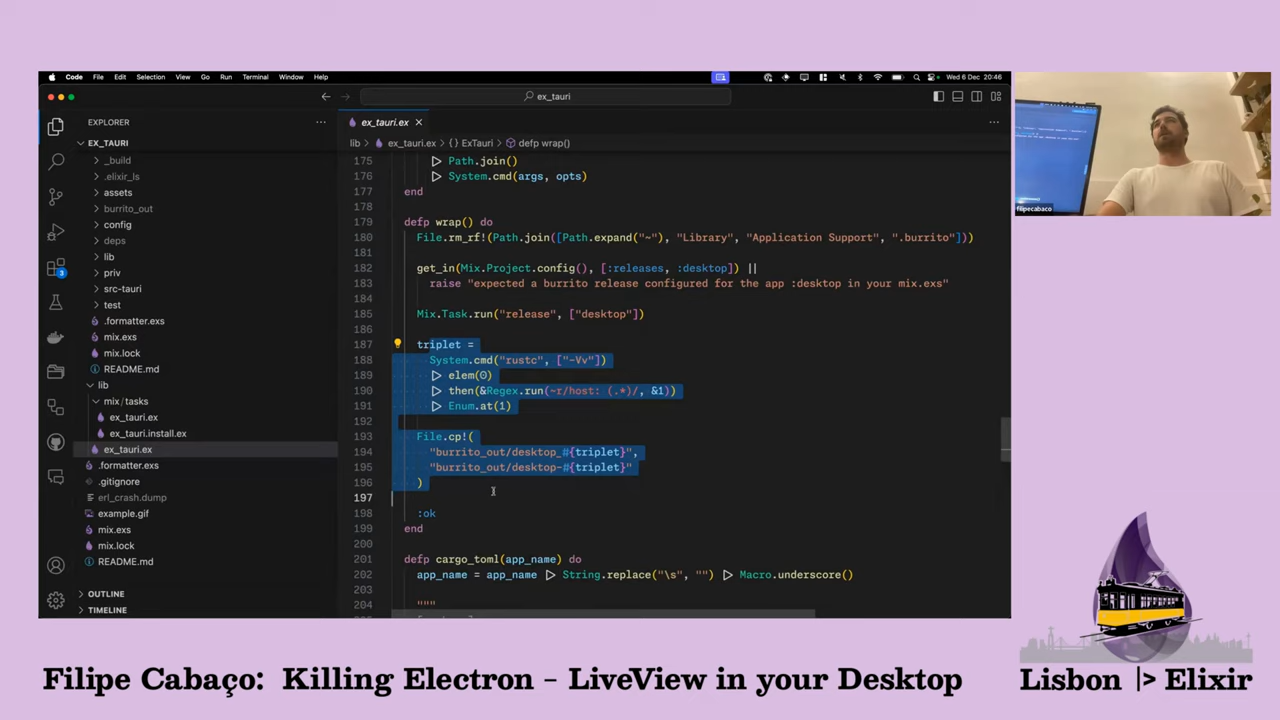 Code File Edit Selection View Go Run Terminal Window Help Wed 6 Dec 20:46
ex_tauri
EXPLORER
EX_TAURI
_build
.elixir_ls
assets
burrito_out
config
deps
lib
priv
src-tauri
test
.formatter.exs
mix.exs
mix.lock
README.md
lib
mix/tasks
ex_tauri.ex
ex_tauri.install.ex
ex_tauri.ex
.formatter.exs
.gitignore
erl_crash.dump
example.gif
mix.exs
mix.lock
README.md
OUTLINE
TIMELINE
3
ex_tauri.ex
lib > ex_tauri.ex > {} ExTauri > defp wrap()
175 |> Path.join()
176 |> System.cmd(args, opts)
177 end
178
179 defp wrap() do
180 File.rm_rf!(Path.join([Path.expand("~"), "Library", "Application Support", ".burrito"]))
181
182 get_in(Mix.Project.config(), [:releases, :desktop]) ||
183 raise "expected a burrito release configured for the app :desktop in your mix.exs"
184
185 Mix.Task.run("release", ["desktop"])
186
187 triplet =
188 System.cmd("rustc", ["-Vv"])
189 |> elem(0)
190 |> then(&Regex.run(~r/host: (.*)/, &1))
191 |> Enum.at(1)
192
193 File.cp!(
194 "burrito_out/desktop_#{triplet}",
195 "burrito_out/desktop-#{triplet}"
196 )
197
198 :ok
199 end
200
201 defp cargo_toml(app_name) do
202 app_name = app_name |> String.replace("\s", "") |> Macro.underscore()
203
204 """
filipecabaco
Filipe Cabaço: Killing Electron - LiveView in your Desktop
Lisbon |> Elixir